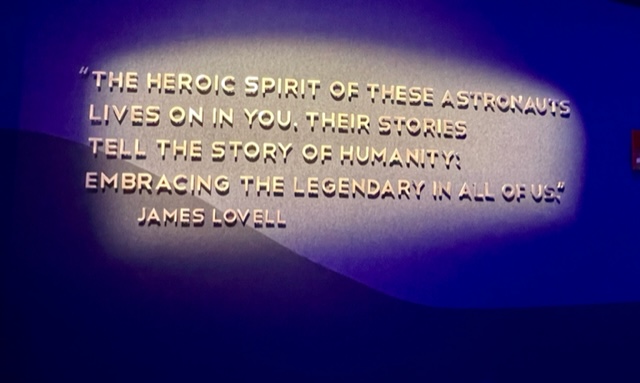 "THE HEROIC SPIRIT OF THESE ASTRONAUTS
LIVES ON IN YOU. THEIR STORIES
TELL THE STORY OF HUMANITY:
EMBRACING THE LEGENDARY IN ALL OF US."
JAMES LOVELL